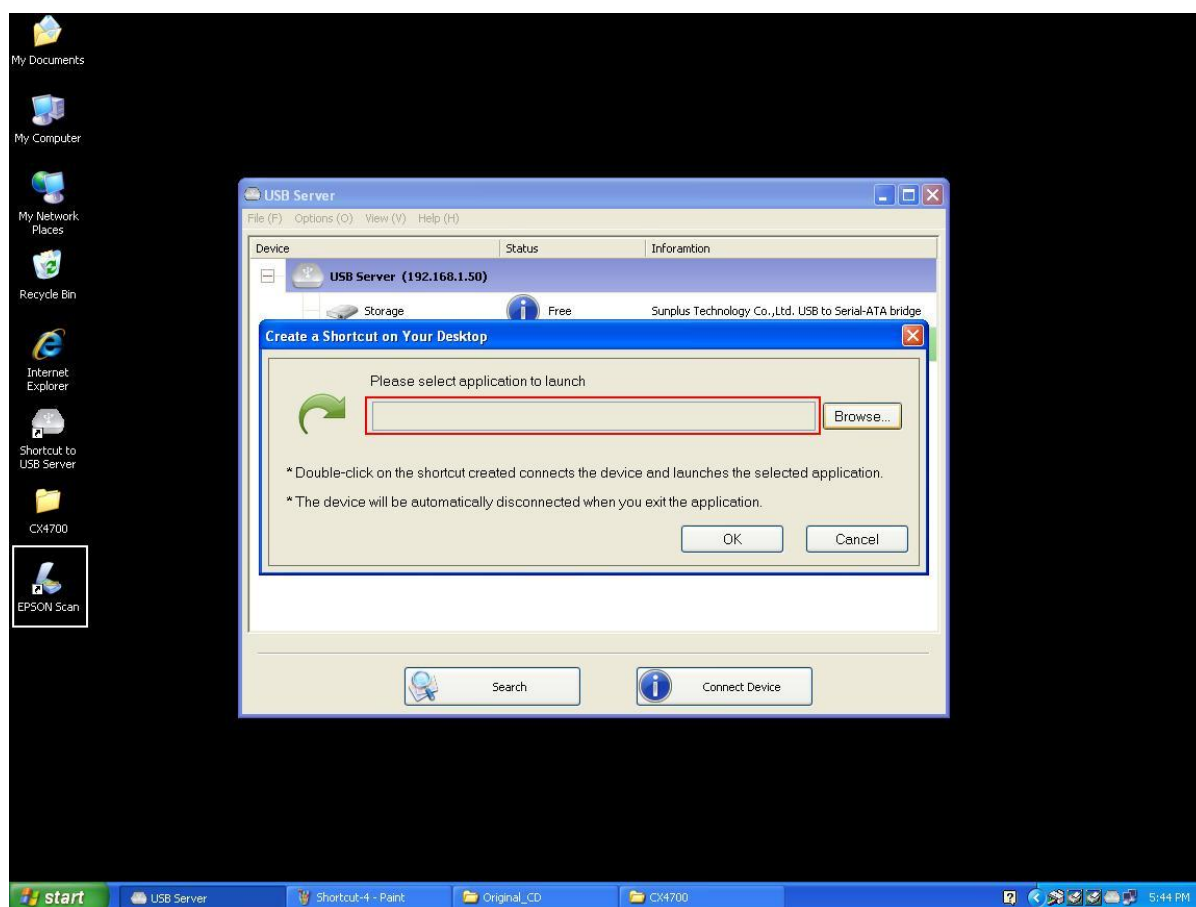 My Documents
My Computer
My Network
Places
Recycle Bin
Internet
Explorer
Shortcut to
USB Server
CX4700
EPSON Scan
USB Server
File (F) Options (O) View (V) Help (H)
Device Status Inforamtion
USB Server (192.168.1.50)
Storage Free Sunplus Technology Co.,Ltd. USB to Serial-ATA bridge
Create a Shortcut on Your Desktop
Please select application to launch
Browse...
* Double-click on the shortcut created connects the device and launches the selected application.
* The device will be automatically disconnected when you exit the application.
OK Cancel
Search Connect Device
start USB Server Shortcut-4 - Paint Original_CD CX4700 5:44 PM